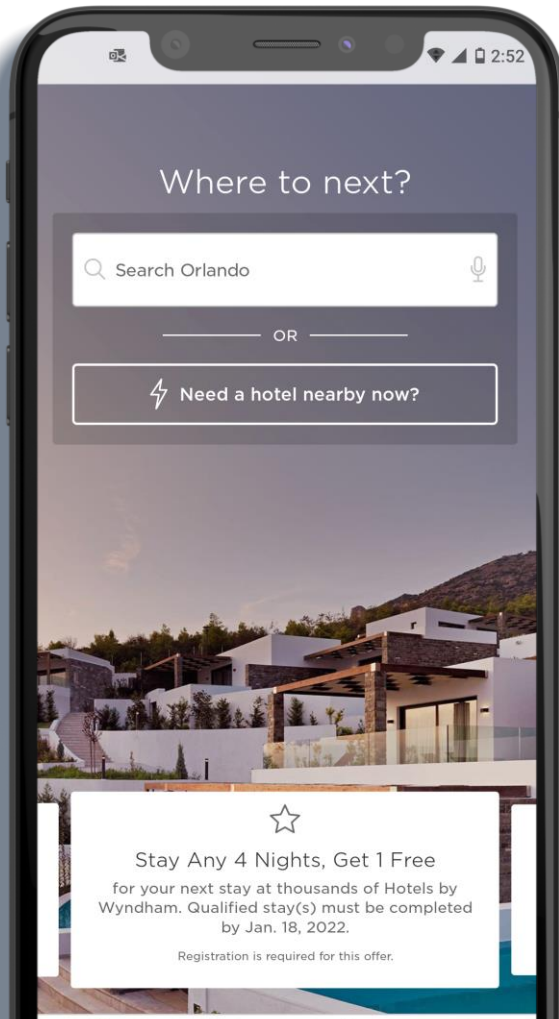 2:52
Where to next?
Search Orlando
OR
Need a hotel nearby now?
Stay Any 4 Nights, Get 1 Free
for your next stay at thousands of Hotels by
Wyndham. Qualified stay(s) must be completed
by Jan. 18, 2022.
Registration is required for this offer.